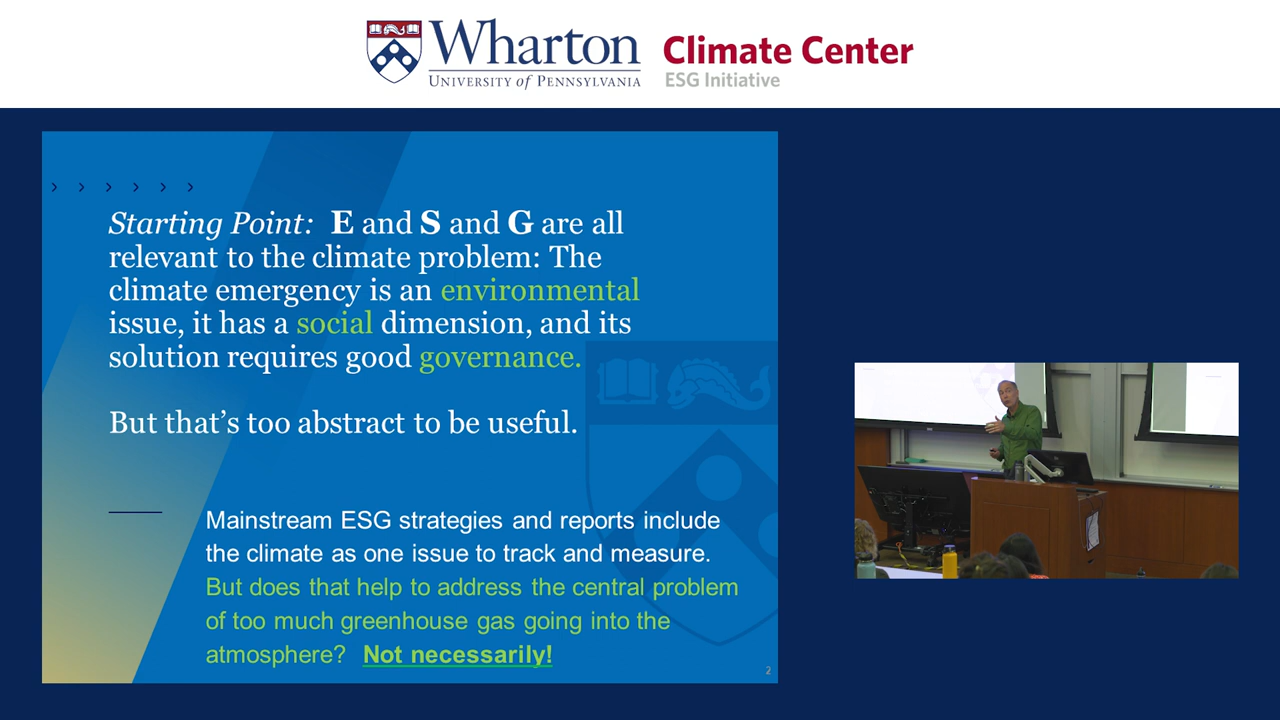 Wharton
UNIVERSITY of PENNSYLVANIA
Climate Center
ESG Initiative
Starting Point: E and S and G are all
relevant to the climate problem: The
climate emergency is an environmental
issue, it has a social dimension, and its
solution requires good governance.
But that’s too abstract to be useful.
Mainstream ESG strategies and reports include
the climate as one issue to track and measure.
But does that help to address the central problem
of too much greenhouse gas going into the
atmosphere? Not necessarily!
2